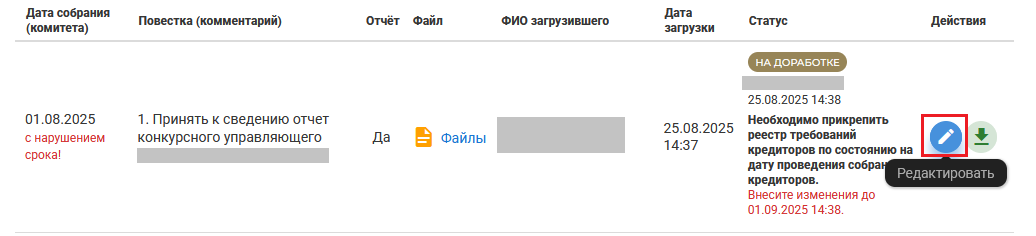 Дата собрания
(комитета)
Повестка (комментарий)
Отчёт
Файл
ФИО загрузившего
Дата
загрузки
Статус
Действия
01.08.2025
с нарушением
срока!
1. Принять к сведению отчет
конкурсного управляющего
Да
Файлы
25.08.2025
14:37
НА ДОРАБОТКЕ
25.08.2025 14:38
Необходимо прикрепить
реестр требований
кредиторов по состоянию на
дату проведения собран
кредиторов.
Внесите изменения до
01.09.2025 14:38.
Редактировать